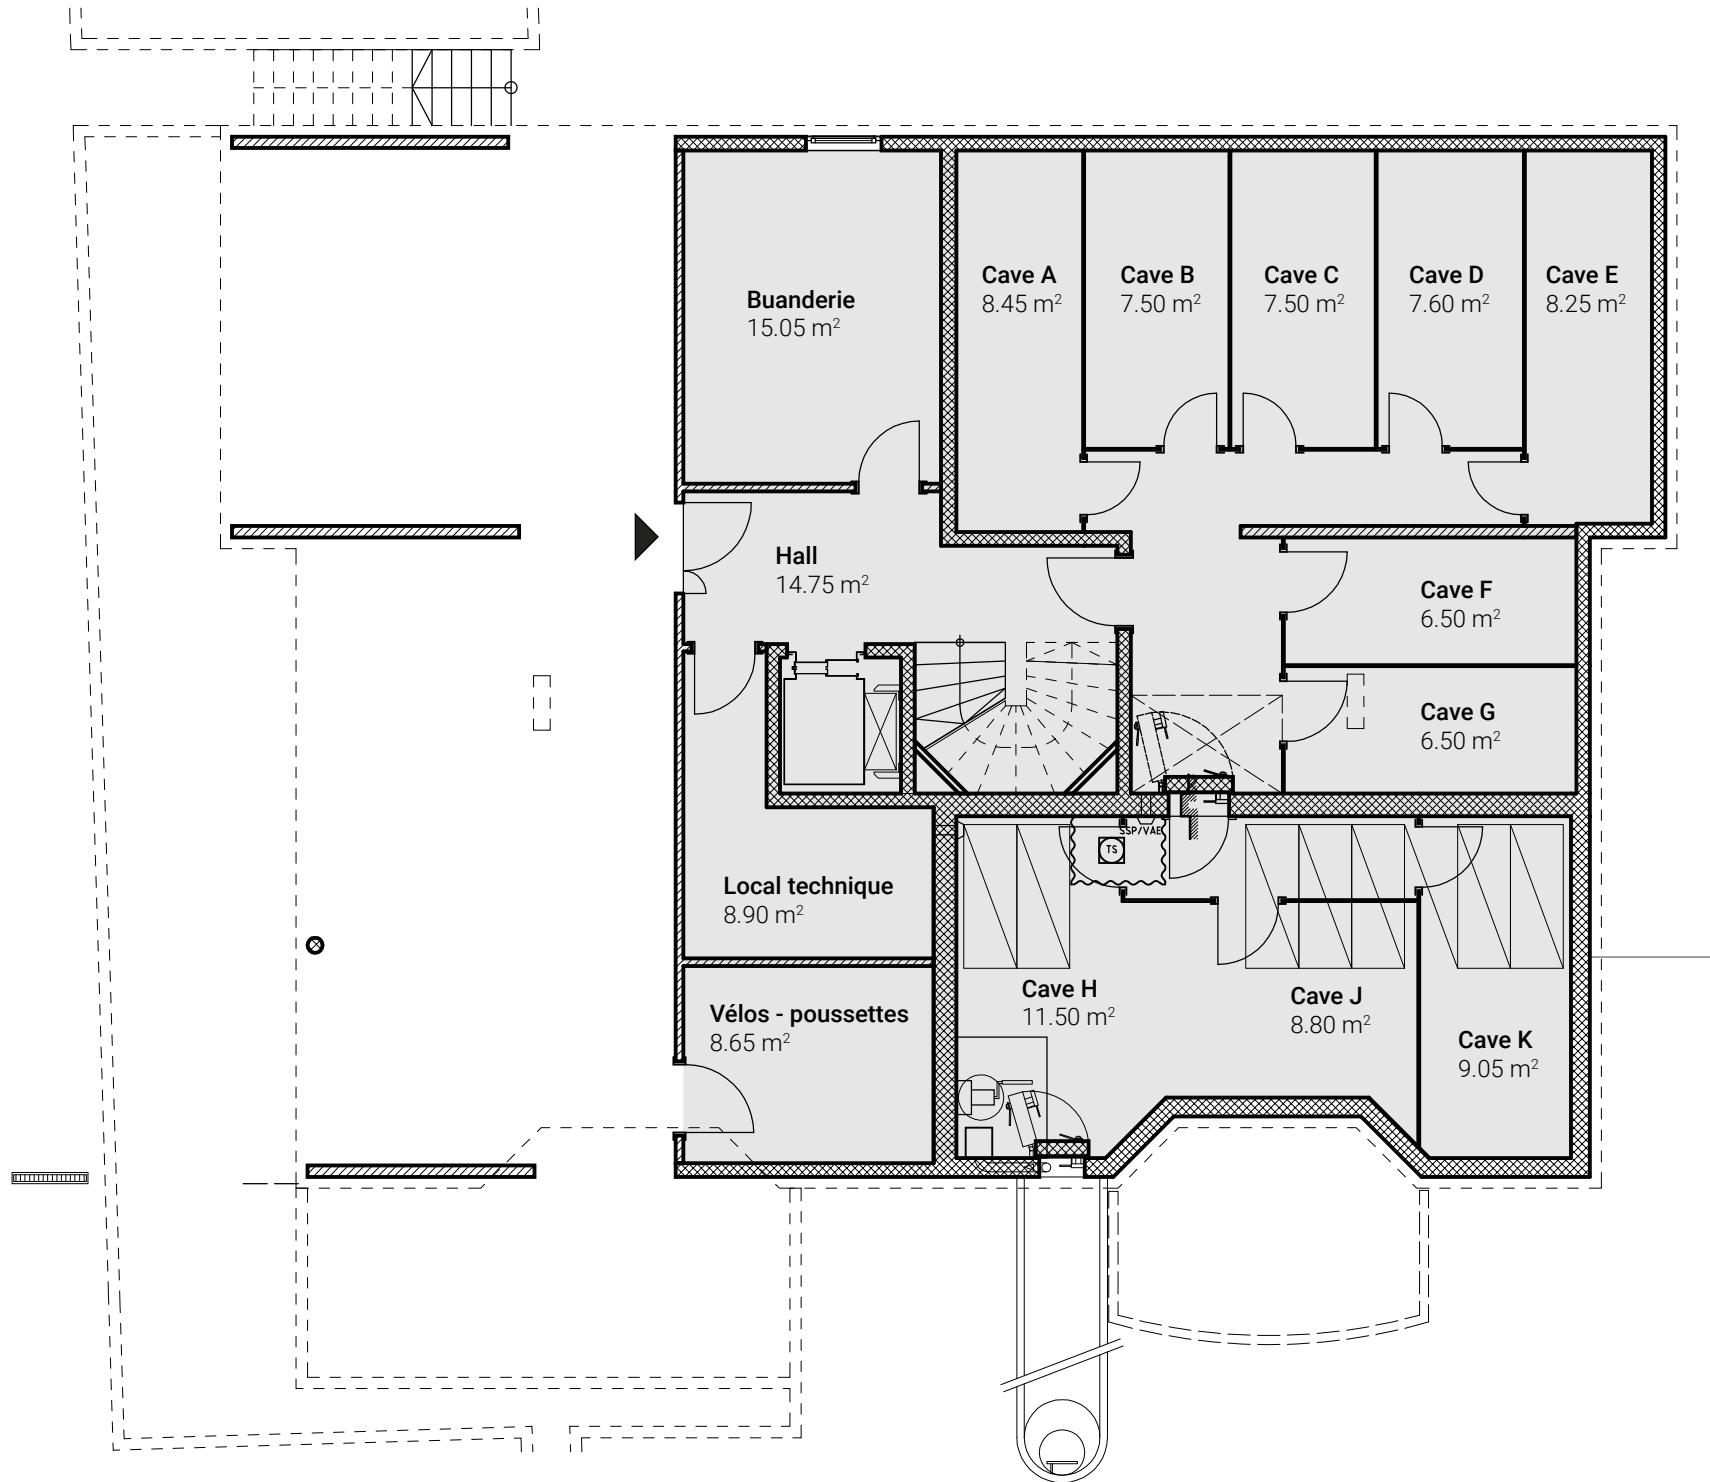 Cave A
8.45 m²
Cave B
7.50 m²
Cave C
7.50 m²
Cave D
7.60 m²
Cave E
8.25 m²
Buanderie
15.05 m²
Hall
14.75 m²
Cave F
6.50 m²
Cave G
6.50 m²
SSP/VAE
TS
Local technique
8.90 m²
Cave H
11.50 m²
Cave J
8.80 m²
Vélos - poussettes
8.65 m²
Cave K
9.05 m²